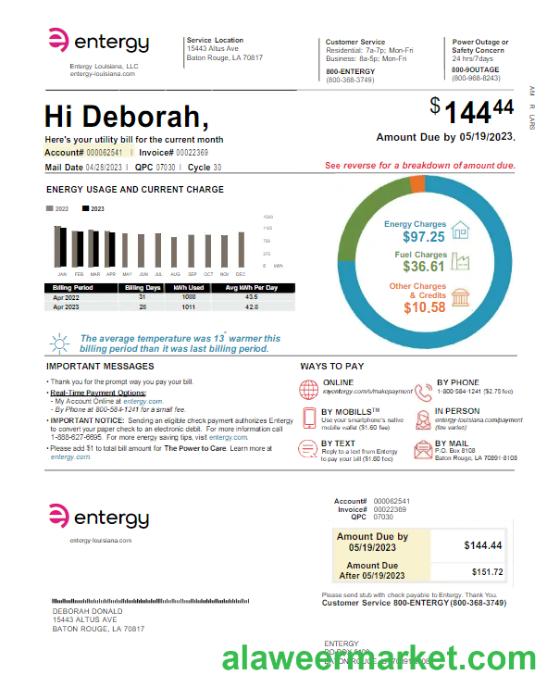 entergy
Entergy Louisiana, LLC
entergy-louisiana.com
Service Location
15443 Altus Ave
Baton Rouge, LA 70817
Customer Service
Residential: 7a-7p; Mon-Fri
Business: 8a-5p; Mon-Fri
800-ENTERGY
(800-368-3749)
Power Outage or
Safety Concern
24 hrs/7days
800-9OUTAGE
(800-968-8243)
Hi Deborah,
Here's your utility bill for the current month
Account# 000062541 | Invoice# 00022369
Mail Date 04/28/2023 | QPC 07030 | Cycle 30
$144.44
Amount Due by 05/19/2023.
See reverse for a breakdown of amount due.
ENERGY USAGE AND CURRENT CHARGE
2022 2023
JAN FEB MAR APR MAY JUN JUL AUG SEP OCT NOV DEC
0 kWh
Billing Period Billing Days kWh Used Avg kWh Per Day
Apr 2022 31 1088 43.5
Apr 2023 28 1011 42.0
The average temperature was 13° warmer this
billing period than it was last billing period.
Energy Charges
$97.25
Fuel Charges
$36.61
Other Charges
& Credits
$10.58
IMPORTANT MESSAGES
• Thank you for the prompt way you pay your bill.
• Real-Time Payment Options:
- My Account Online at entergy.com.
- By Phone at 800-584-1241 for a small fee.
• IMPORTANT NOTICE: Sending an eligible check payment authorizes Entergy
to convert your paper check to an electronic debit. For more information call
1-888-627-6695. For more energy saving tips, visit entergy.com.
• Please add $1 to total bill amount for The Power to Care. Learn more at
entergy.com.
WAYS TO PAY
ONLINE
myentergy.com/s/makepayment
BY PHONE
1-800-584-1241 ($2.75 fee)
BY MOBILLS™
Use your smartphone's native
mobile wallet ($1.60 fee)
IN PERSON
entergy-louisiana.com/payment
(fee varies)
BY TEXT
Reply to a text from Entergy
to pay your bill ($1.60 fee)
BY MAIL
P.O. Box 8108
Baton Rouge, LA 70891-8108
entergy
entergy-louisiana.com
Account# 000062541
Invoice# 00022369
QPC 07030
Amount Due by
05/19/2023
$144.44
Amount Due
After 05/19/2023
$151.72
Please send stub with check payable to Entergy. Thank You.
Customer Service 800-ENTERGY (800-368-3749)
DEBORAH DONALD
15443 ALTUS AVE
BATON ROUGE, LA 70817
ENTERGY
alaweermarket.com